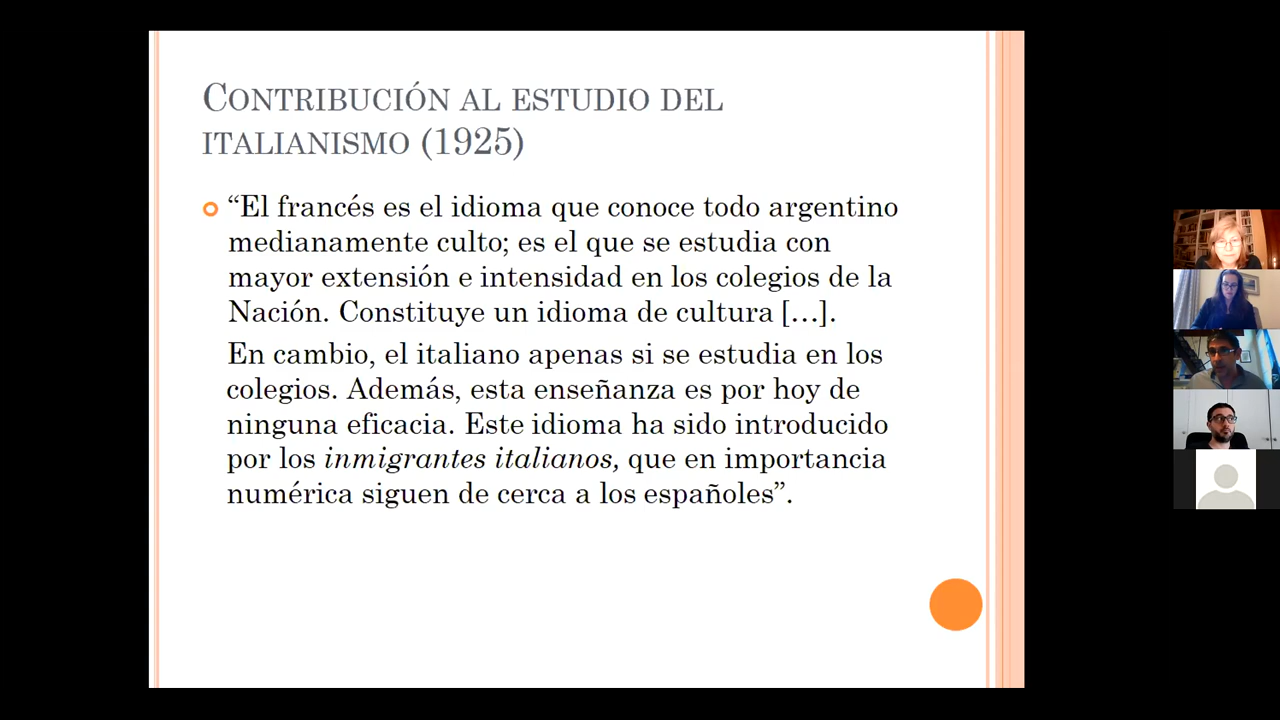 CONTRIBUCIÓN AL ESTUDIO DEL
ITALIANISMO (1925)
“El francés es el idioma que conoce todo argentino
medianamente culto; es el que se estudia con
mayor extensión e intensidad en los colegios de la
Nación. Constituye un idioma de cultura […].
En cambio, el italiano apenas si se estudia en los
colegios. Además, esta enseñanza es por hoy de
ninguna eficacia. Este idioma ha sido introducido
por los inmigrantes italianos, que en importancia
numérica siguen de cerca a los españoles”.